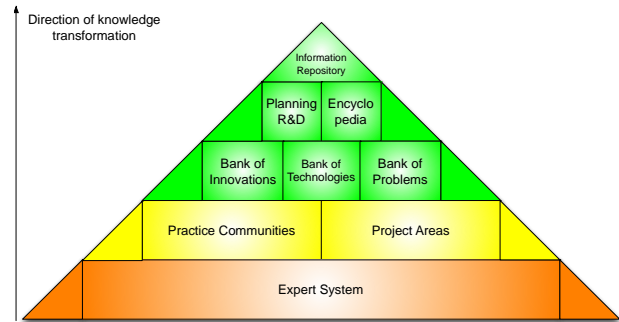 Direction of knowledge
transformation
Information
Repository
Planning
R&D
Encyclo
pedia
Bank of
Innovations
Bank of
Technologies
Bank of
Problems
Practice Communities
Project Areas
Expert System